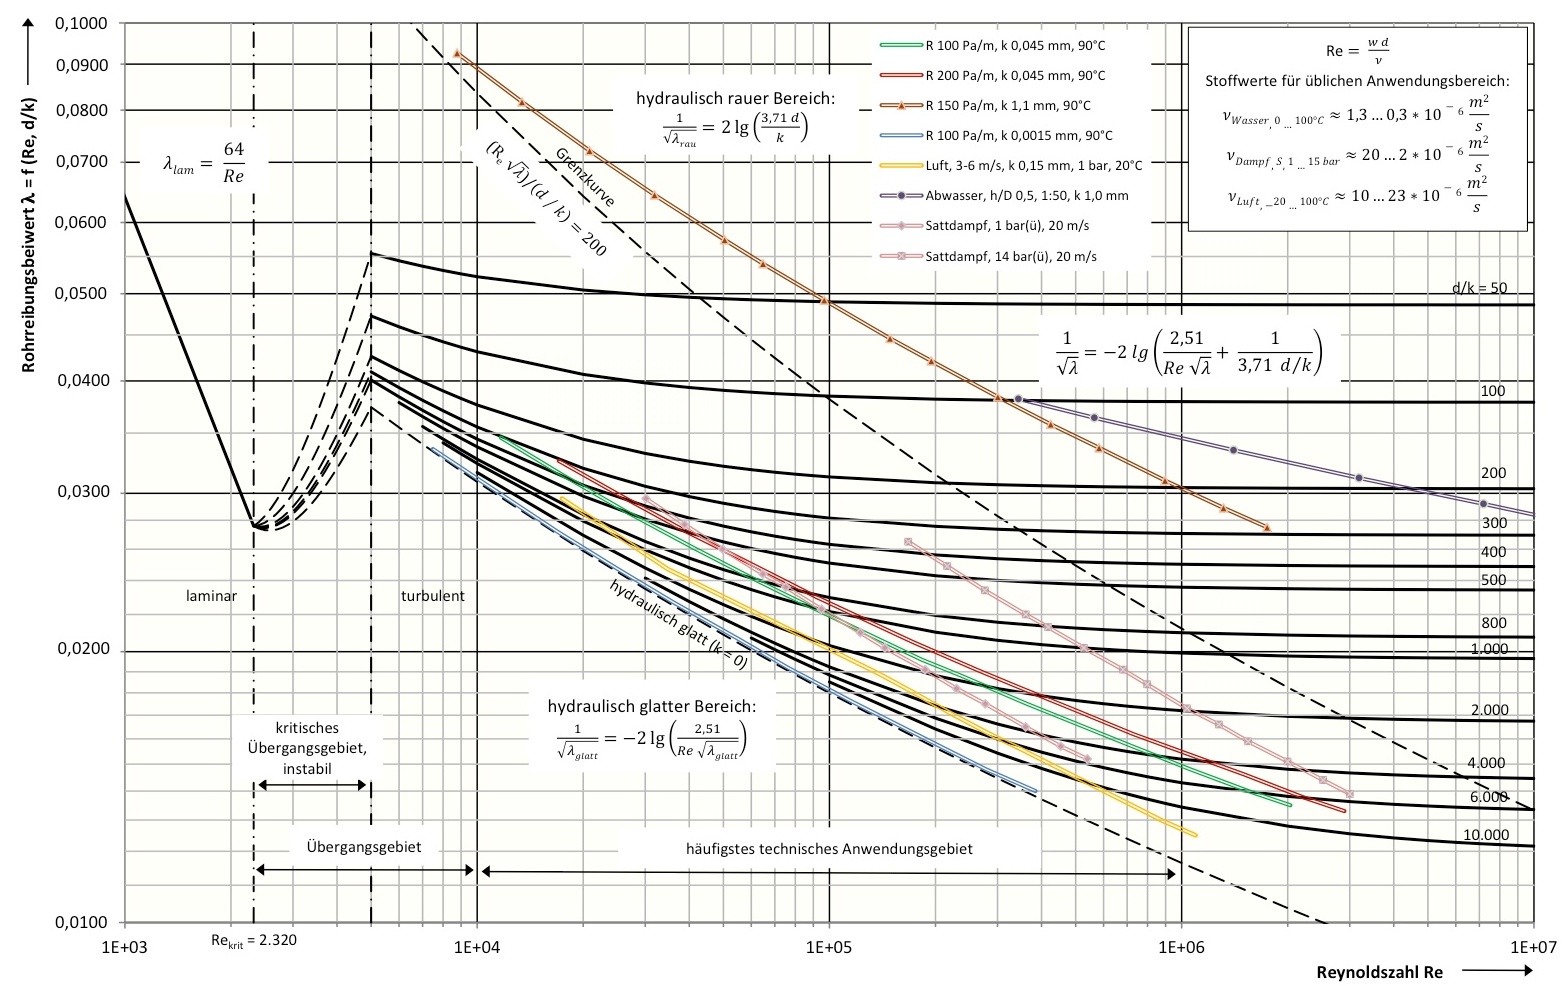 Rohrreibungsbeiwert λ = f (Re, d/k)
0,1000
0,0900
0,0800
0,0700
0,0600
0,0500
0,0400
0,0300
0,0200
0,0100
λlam = 64/Re
hydraulisch rauer Bereich:
1/√λrau = 2 lg (3,71 d / k)
Grenzkurve
(Re √λ)/(d / k) = 200
R 100 Pa/m, k 0,045 mm, 90°C
R 200 Pa/m, k 0,045 mm, 90°C
R 150 Pa/m, k 1,1 mm, 90°C
R 100 Pa/m, k 0,0015 mm, 90°C
Luft, 3-6 m/s, k 0,15 mm, 1 bar, 20°C
Abwasser, h/D 0,5, 1:50, k 1,0 mm
Sattdampf, 1 bar(ü), 20 m/s
Sattdampf, 14 bar(ü), 20 m/s
Re = w d / ν
Stoffwerte für üblichen Anwendungsbereich:
νWasser, 0 ... 100°C ≈ 1,3 ... 0,3 * 10⁻⁶ m²/s
νDampf, S, 1 ... 15 bar ≈ 20 ... 2 * 10⁻⁶ m²/s
νLuft, −20 ... 100°C ≈ 10 ... 23 * 10⁻⁶ m²/s
d/k = 50
1/√λ = −2 lg (2,51 / (Re √λ) + 1 / (3,71 d/k))
100
200
300
400
500
800
1.000
2.000
4.000
6.000
10.000
laminar
turbulent
hydraulisch glatt (k = 0)
hydraulisch glatter Bereich:
1/√λglatt = −2 lg (2,51 / (Re √λglatt))
kritisches
Übergangsgebiet,
instabil
Übergangsgebiet
häufigstes technisches Anwendungsgebiet
1E+03
Rekrit = 2.320
1E+04
1E+05
1E+06
1E+07
Reynoldszahl Re